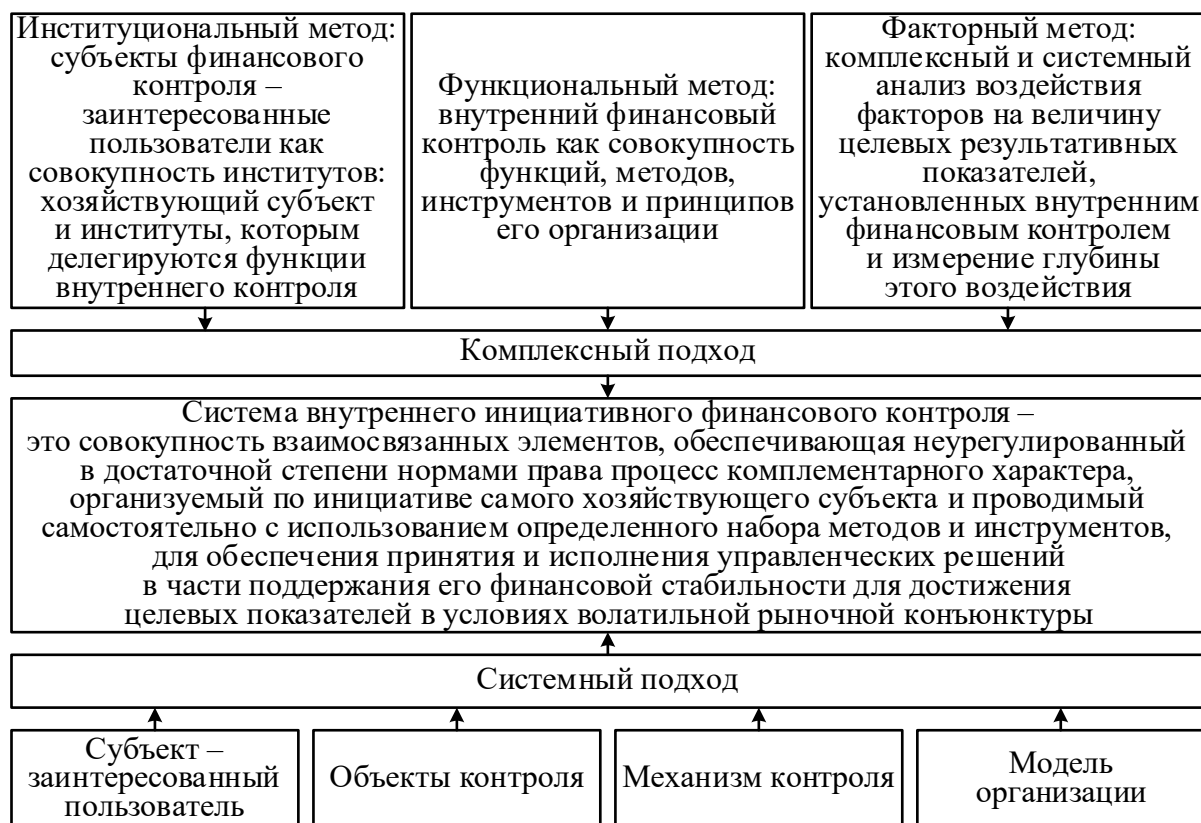 Институциональный метод:
субъекты финансового
контроля –
заинтересованные
пользователи как
совокупность институтов:
хозяйствующий субъект
и институты, которым
делегируются функции
внутреннего контроля
Функциональный метод:
внутренний финансовый
контроль как совокупность
функций, методов,
инструментов и принципов
его организации
Факторный метод:
комплексный и системный
анализ воздействия
факторов на величину
целевых результативных
показателей,
установленных внутренним
финансовым контролем
и измерение глубины
этого воздействия
Комплексный подход
Система внутреннего инициативного финансового контроля –
это совокупность взаимосвязанных элементов, обеспечивающая неурегулированный
в достаточной степени нормами права процесс комплементарного характера,
организуемый по инициативе самого хозяйствующего субъекта и проводимый
самостоятельно с использованием определенного набора методов и инструментов,
для обеспечения принятия и исполнения управленческих решений
в части поддержания его финансовой стабильности для достижения
целевых показателей в условиях волатильной рыночной конъюнктуры
Системный подход
Субъект –
заинтересованный
пользователь
Объекты контроля
Механизм контроля
Модель
организации